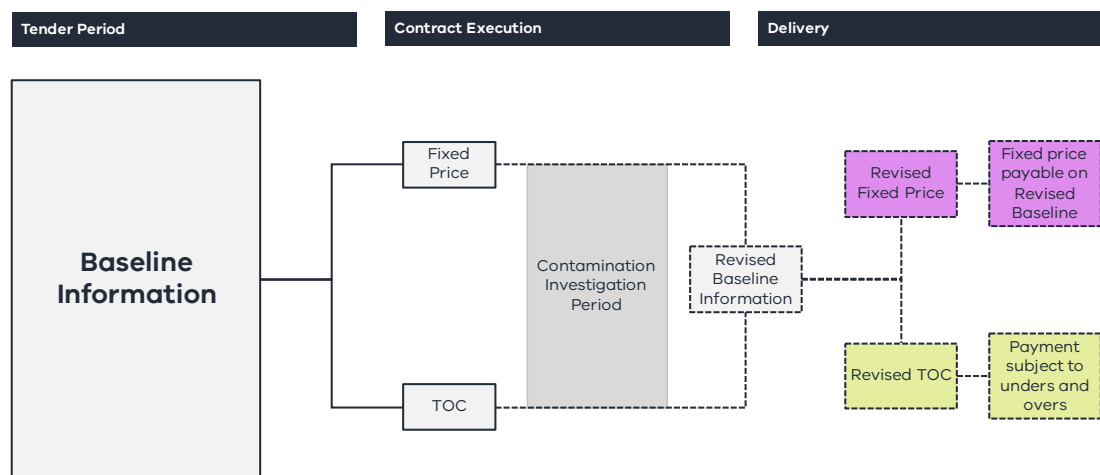 Tender Period
Contract Execution
Delivery
Baseline
Information
Fixed
Price
TOC
Contamination
Investigation
Period
Revised
Baseline
Information
Revised
Fixed Price
Fixed price
payable on
Revised
Baseline
Revised TOC
Payment
subject to
unders and
overs